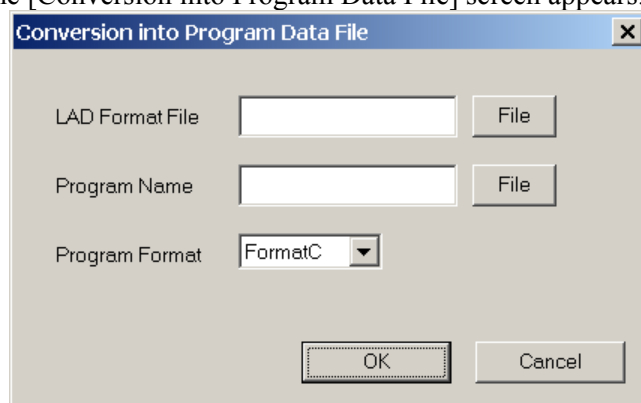 e [Conversion into Program Data File] screen appears.
Conversion into Program Data File
LAD Format File
File
Program Name
File
Program Format
FormatC
OK
Cancel